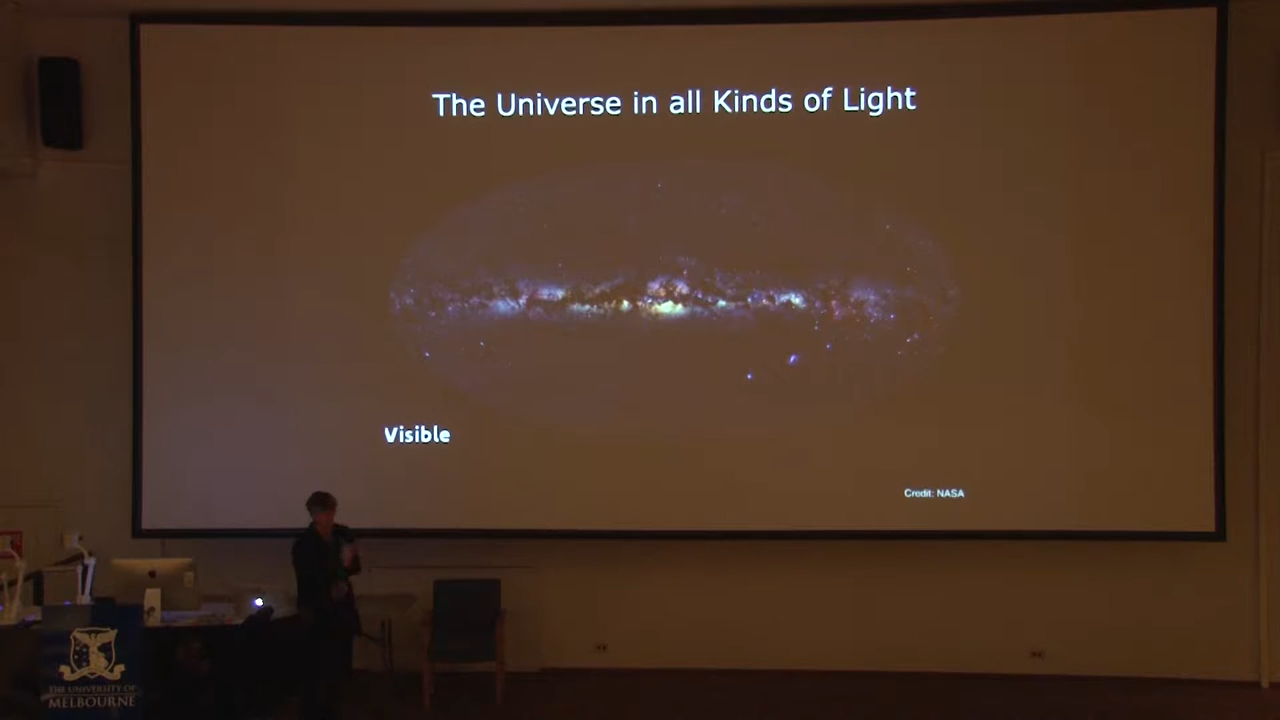 The Universe in all Kinds of Light
Visible
Credit: NASA
THE UNIVERSITY OF
MELBOURNE